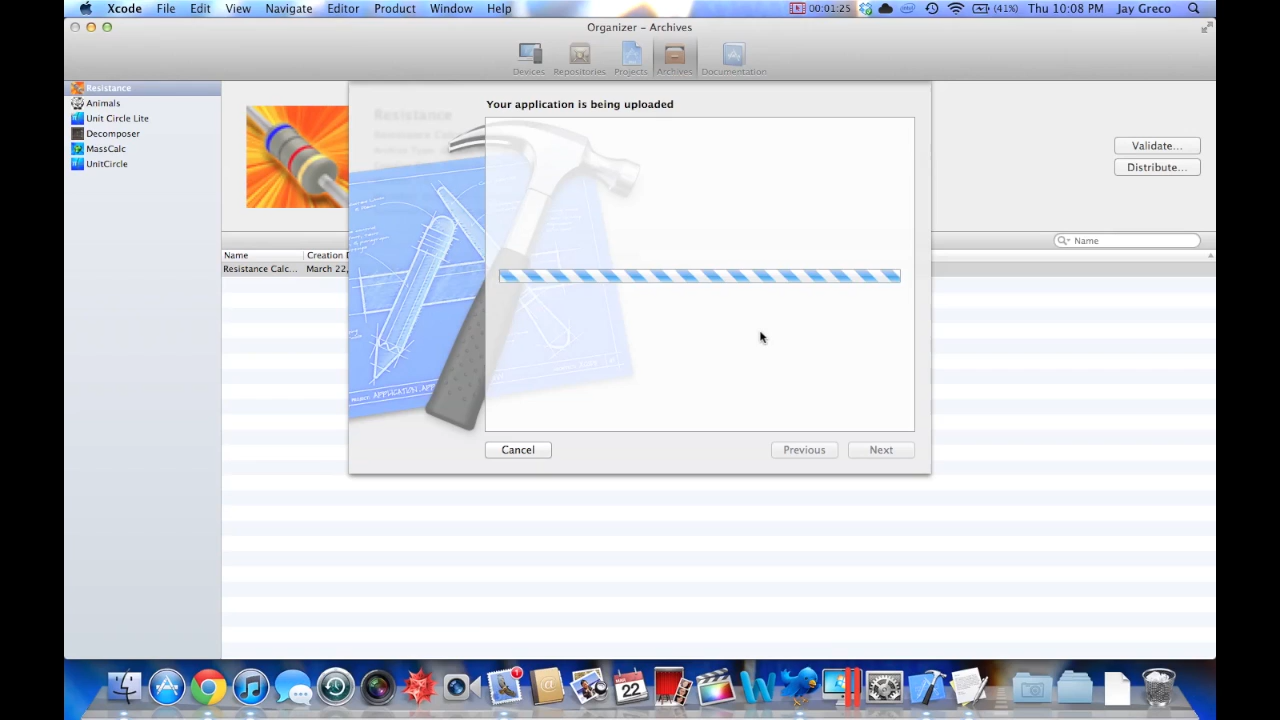 Xcode File Edit View Navigate Editor Product Window Help 00:01:25 (41%) Thu 10:08 PM Jay Greco
Organizer - Archives
Devices Repositories Projects Archives Documentation
Resistance
Animals
Unit Circle Lite
Decomposer
MassCalc
UnitCircle
Resistance
Your application is being uploaded
Validate...
Distribute...
Name
Name Creation D
Resistance Calc... March 22,
Cancel Previous Next
1
22